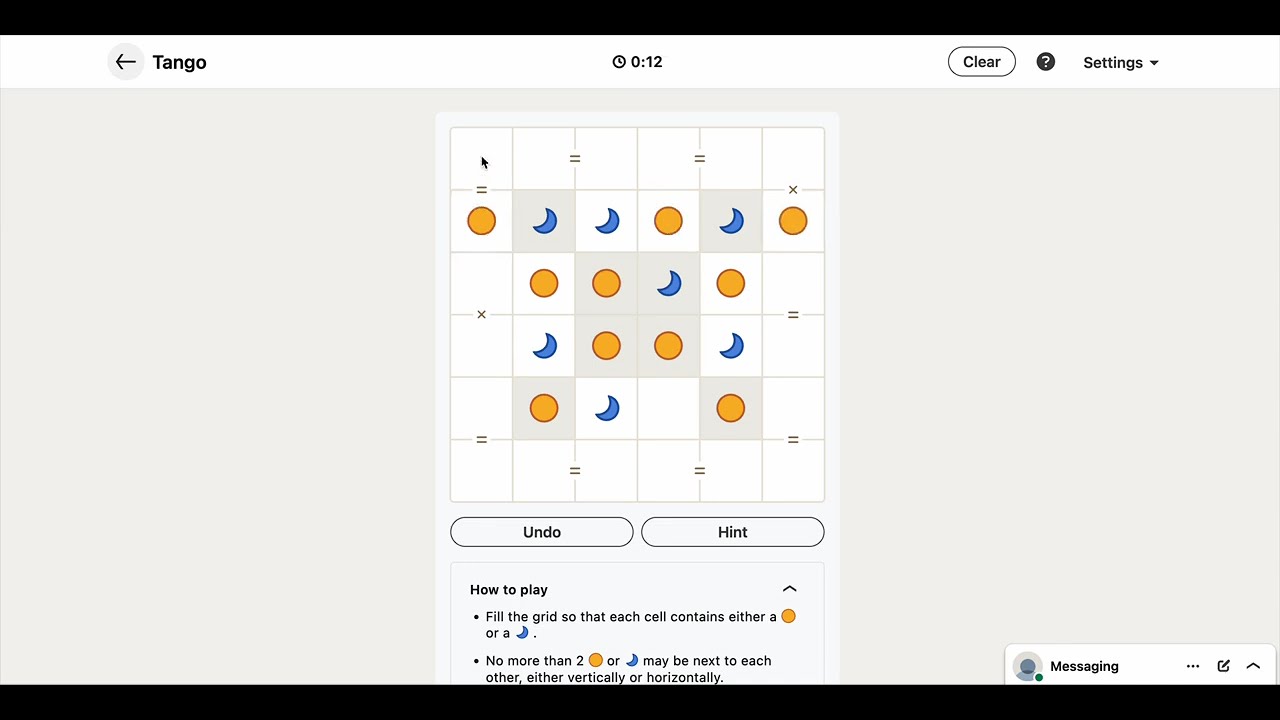 Tango
0:12
Clear
?
Settings
= =
= ×
× =
= =
= =
Undo
Hint
How to play
• Fill the grid so that each cell contains either a
or a .
• No more than 2 or may be next to each
other, either vertically or horizontally.
Messaging